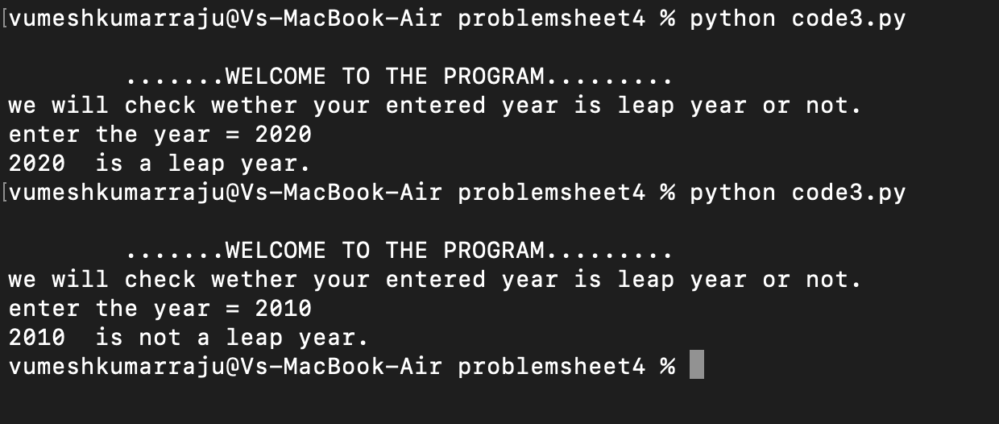 [vumeshkumarraju@Vs-MacBook-Air problemsheet4 % python code3.py
.......WELCOME TO THE PROGRAM.........
we will check wether your entered year is leap year or not.
enter the year = 2020
2020  is a leap year.
[vumeshkumarraju@Vs-MacBook-Air problemsheet4 % python code3.py
.......WELCOME TO THE PROGRAM.........
we will check wether your entered year is leap year or not.
enter the year = 2010
2010  is not a leap year.
vumeshkumarraju@Vs-MacBook-Air problemsheet4 %